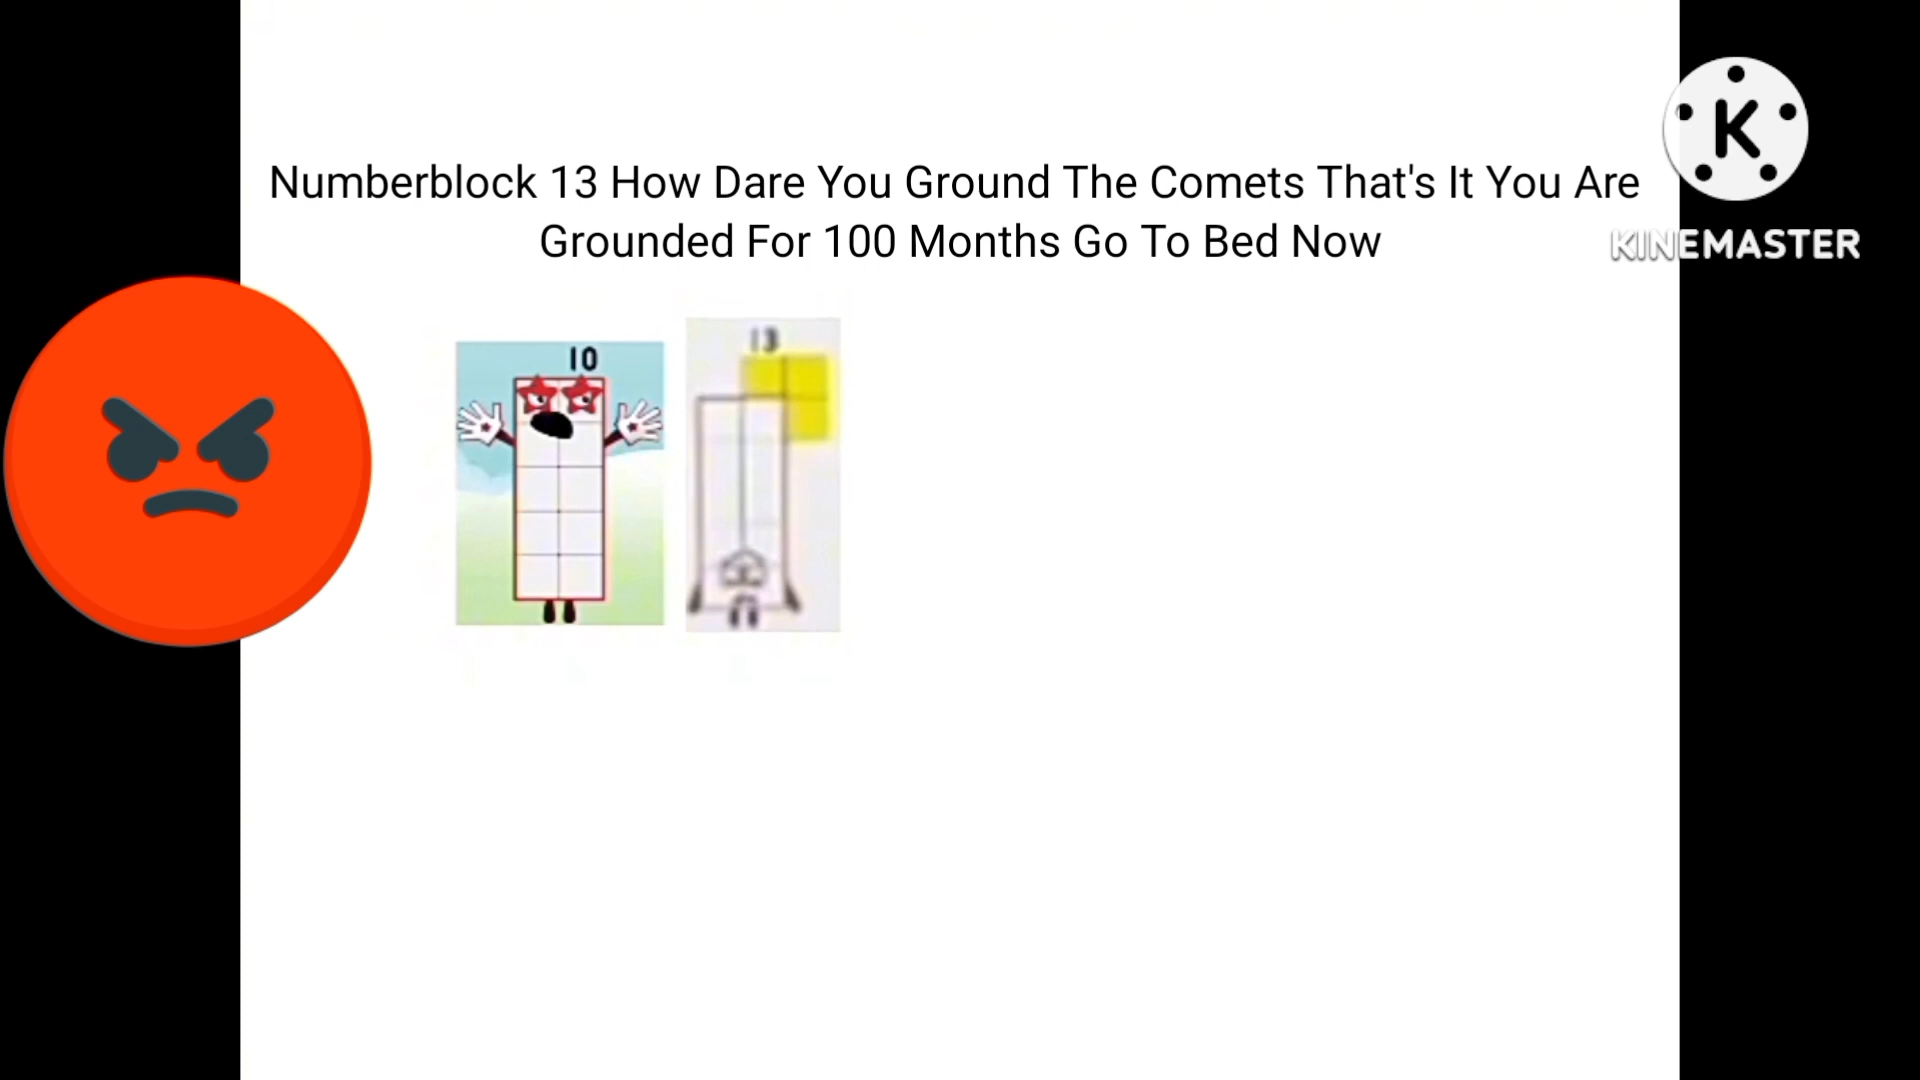 Numberblock 13 How Dare You Ground The Comets That's It You Are
Grounded For 100 Months Go To Bed Now
K
KINEMASTER
10
13